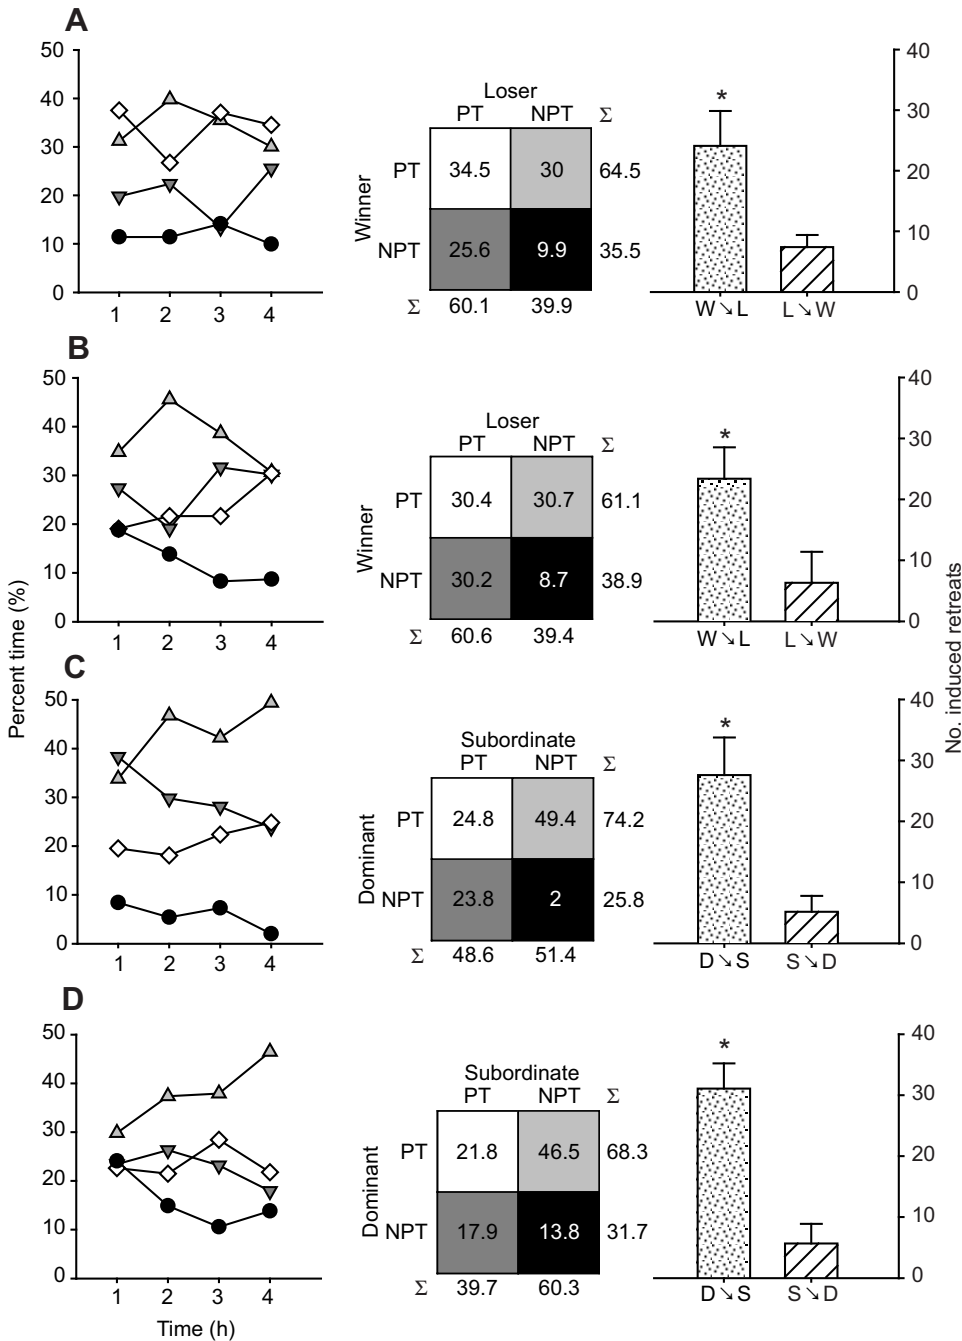 A
50
40
30
20
10
0
1 2 3 4
Loser
PT NPT Σ
Winner
PT 34.5 30 64.5
NPT 25.6 9.9 35.5
Σ 60.1 39.9
*
W↘L L↘W
40
30
20
10
0
B
50
40
30
20
10
0
1 2 3 4
Loser
PT NPT Σ
Winner
PT 30.4 30.7 61.1
NPT 30.2 8.7 38.9
Σ 60.6 39.4
*
W↘L L↘W
40
30
20
10
0
Percent time (%)
No. induced retreats
C
50
40
30
20
10
0
1 2 3 4
Subordinate
PT NPT Σ
Dominant
PT 24.8 49.4 74.2
NPT 23.8 2 25.8
Σ 48.6 51.4
*
D↘S S↘D
40
30
20
10
0
D
50
40
30
20
10
0
1 2 3 4
Time (h)
Subordinate
PT NPT Σ
Dominant
PT 21.8 46.5 68.3
NPT 17.9 13.8 31.7
Σ 39.7 60.3
*
D↘S S↘D
40
30
20
10
0